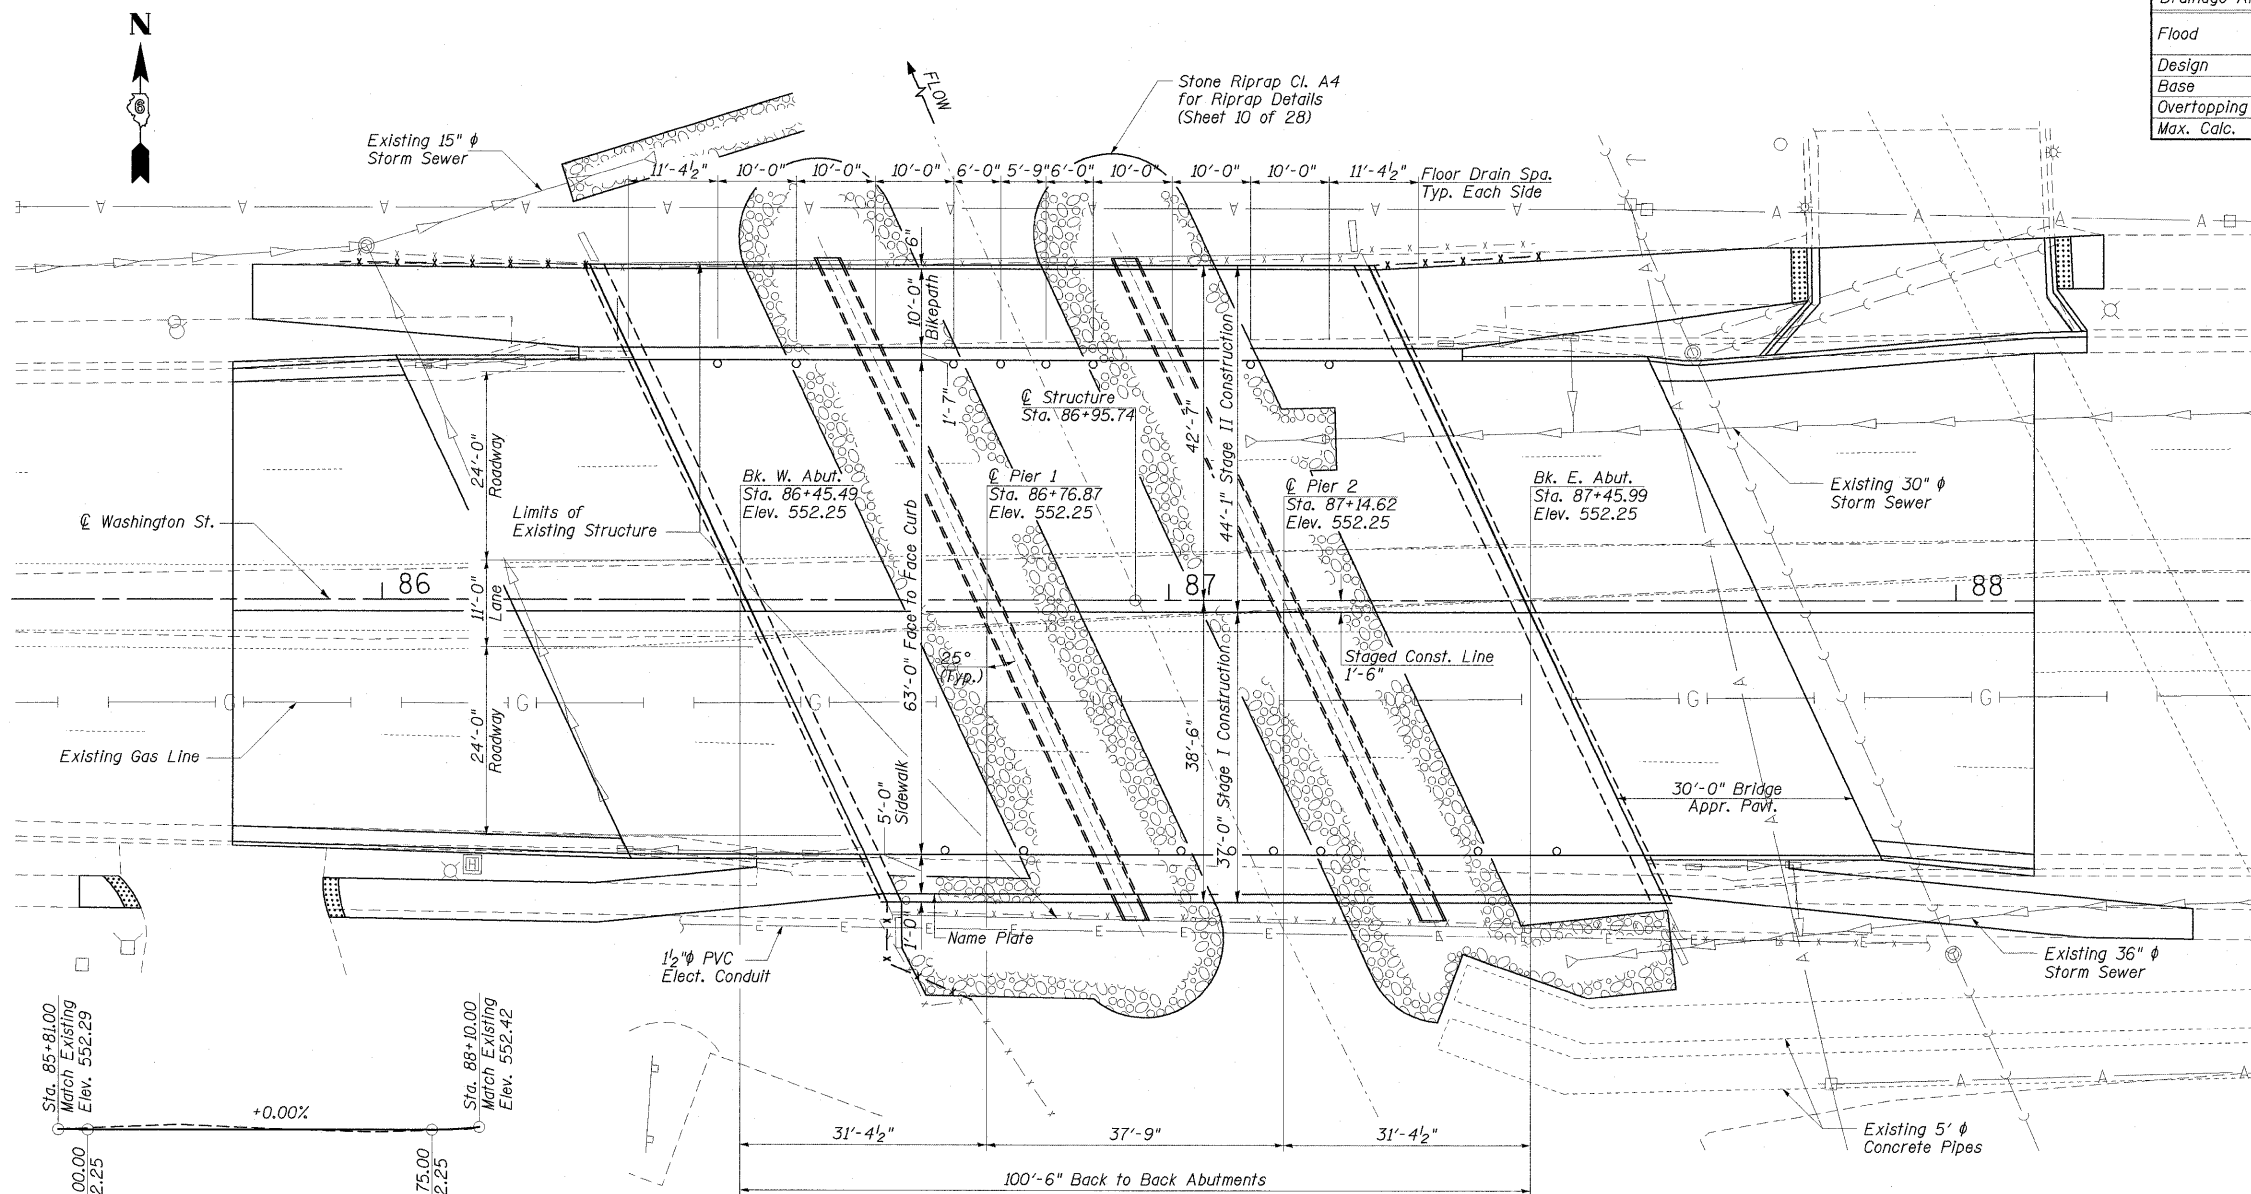 N
6
FLOW
Stone Riprap Cl. A4
for Riprap Details
(Sheet 10 of 28)
Flood
Design
Base
Overtopping
Max. Calc.
Existing 15" ϕ
Storm Sewer
11'-4½" 10'-0" 10'-0" 10'-0" 6'-0" 5'-9" 6'-0" 10'-0" 10'-0" 10'-0" 11'-4½"
Floor Drain Spa.
Typ. Each Side
10'-0"
Bikepath
1'-7"
℄ Structure
Sta. 86+95.74
42'-7"
44'-1" Stage II Construction
24'-0"
Roadway
Bk. W. Abut.
Sta. 86+45.49
Elev. 552.25
℄ Pier 1
Sta. 86+76.87
Elev. 552.25
℄ Pier 2
Sta. 87+14.62
Elev. 552.25
Bk. E. Abut.
Sta. 87+45.99
Elev. 552.25
Existing 30" ϕ
Storm Sewer
℄ Washington St.
Limits of
Existing Structure
63'-0" Face to Face Curb
86
87
88
11'-0"
Lane
25°
(Typ.)
Staged Const. Line
1'-6"
24'-0"
Roadway
38'-6"
37'-0" Stage I Construction
G G G G G
Existing Gas Line
30'-0" Bridge
Appr. Pavt.
5'-0"
Sidewalk
H
1'-0"
Name Plate
1½"ϕ PVC
Elect. Conduit
Existing 36" ϕ
Storm Sewer
Sta. 85+81.00
Match Existing
Elev. 552.29
Sta. 88+10.00
Match Existing
Elev. 552.42
+0.00%
00.00
2.25
75.00
2.25
31'-4½" 37'-9" 31'-4½"
100'-6" Back to Back Abutments
Existing 5' ϕ
Concrete Pipes